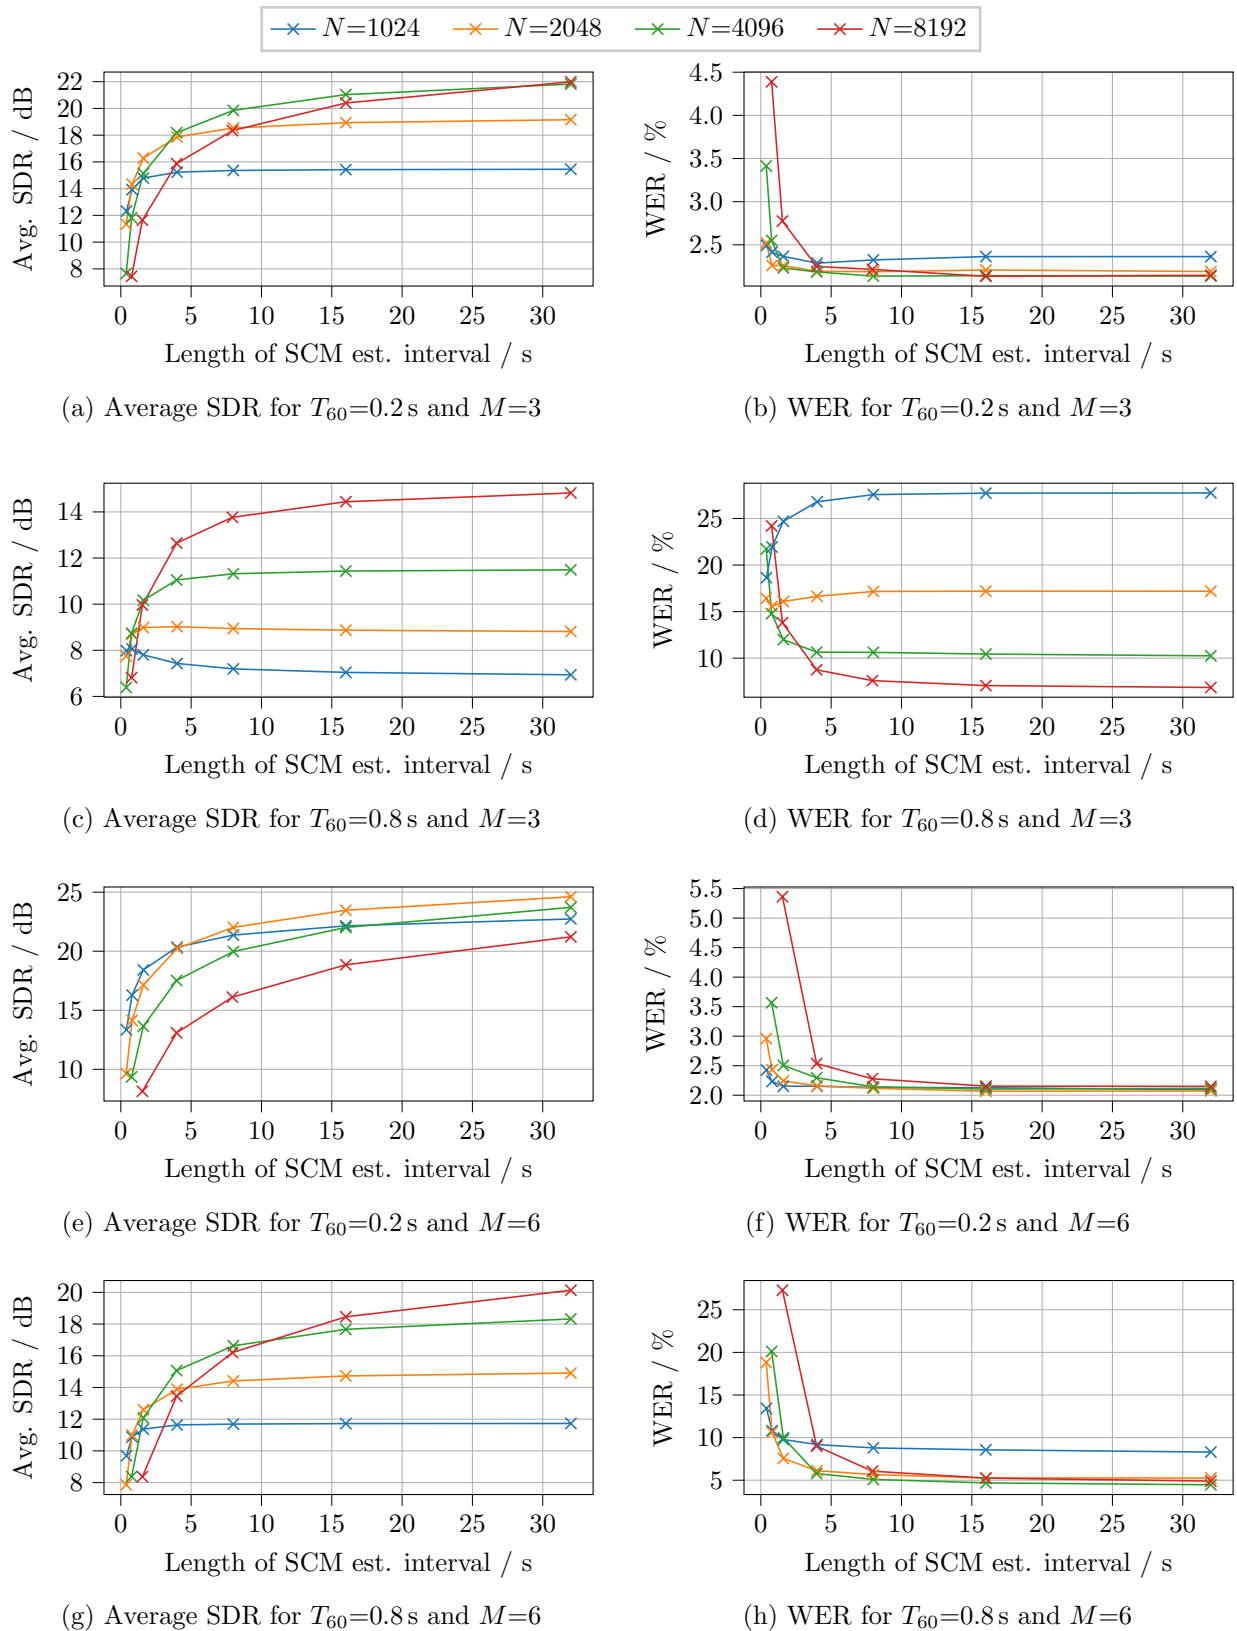 N=1024 N=2048 N=4096 N=8192
Avg. SDR / dB
22
20
18
16
14
12
10
8
0 5 10 15 20 25 30
Length of SCM est. interval / s
(a) Average SDR for T60=0.2 s and M=3
WER / %
4.5
4.0
3.5
3.0
2.5
0 5 10 15 20 25 30
Length of SCM est. interval / s
(b) WER for T60=0.2 s and M=3
Avg. SDR / dB
14
12
10
8
6
0 5 10 15 20 25 30
Length of SCM est. interval / s
(c) Average SDR for T60=0.8 s and M=3
WER / %
25
20
15
10
0 5 10 15 20 25 30
Length of SCM est. interval / s
(d) WER for T60=0.8 s and M=3
Avg. SDR / dB
25
20
15
10
0 5 10 15 20 25 30
Length of SCM est. interval / s
(e) Average SDR for T60=0.2 s and M=6
WER / %
5.5
5.0
4.5
4.0
3.5
3.0
2.5
2.0
0 5 10 15 20 25 30
Length of SCM est. interval / s
(f) WER for T60=0.2 s and M=6
Avg. SDR / dB
20
18
16
14
12
10
8
0 5 10 15 20 25 30
Length of SCM est. interval / s
(g) Average SDR for T60=0.8 s and M=6
WER / %
25
20
15
10
5
0 5 10 15 20 25 30
Length of SCM est. interval / s
(h) WER for T60=0.8 s and M=6